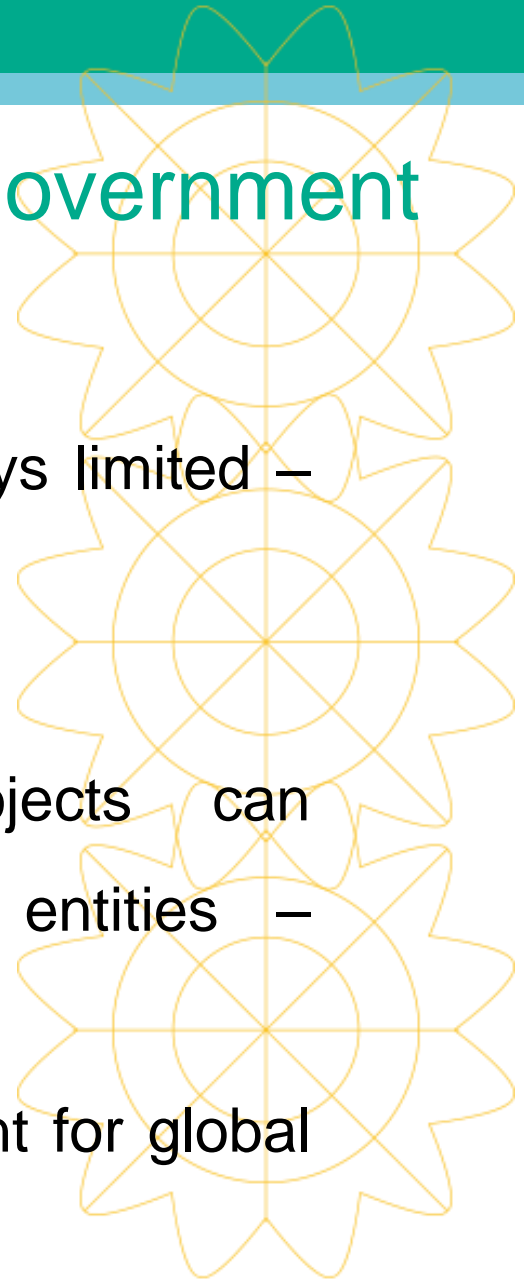 overnment
ys limited –
jects can
entities –
nt for global